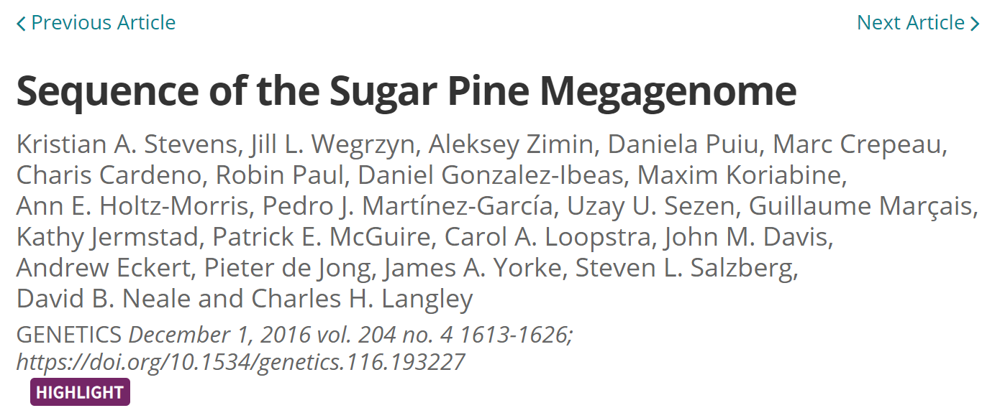 Previous Article
Next Article
Sequence of the Sugar Pine Megagenome
Kristian A. Stevens, Jill L. Wegrzyn, Aleksey Zimin, Daniela Puiu, Marc Crepeau,
Charis Cardeno, Robin Paul, Daniel Gonzalez-Ibeas, Maxim Koriabine,
Ann E. Holtz-Morris, Pedro J. Martínez-García, Uzay U. Sezen, Guillaume Marçais,
Kathy Jermstad, Patrick E. McGuire, Carol A. Loopstra, John M. Davis,
Andrew Eckert, Pieter de Jong, James A. Yorke, Steven L. Salzberg,
David B. Neale and Charles H. Langley
GENETICS December 1, 2016 vol. 204 no. 4 1613-1626;
https://doi.org/10.1534/genetics.116.193227
HIGHLIGHT